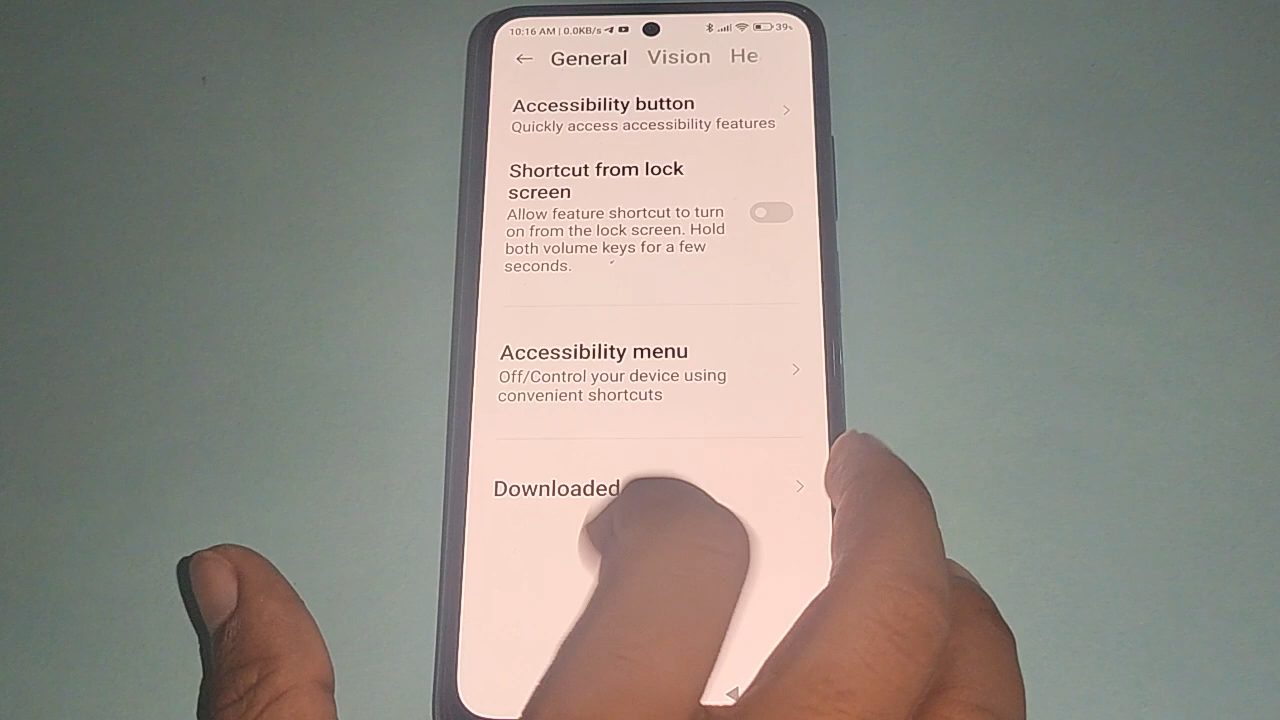 10:16 AM | 0.0KB/s 39%
General Vision He
Accessibility button
Quickly access accessibility features
Shortcut from lock
screen
Allow feature shortcut to turn
on from the lock screen. Hold
both volume keys for a few
seconds.
Accessibility menu
Off/Control your device using
convenient shortcuts
Downloaded